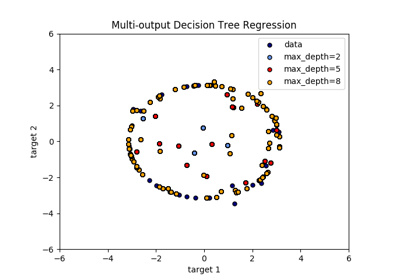 Multi-output Decision Tree Regression
data
max_depth=2
max_depth=5
max_depth=8
6
4
2
0
−2
−4
−6
target 2
−6 −4 −2 0 2 4 6
target 1